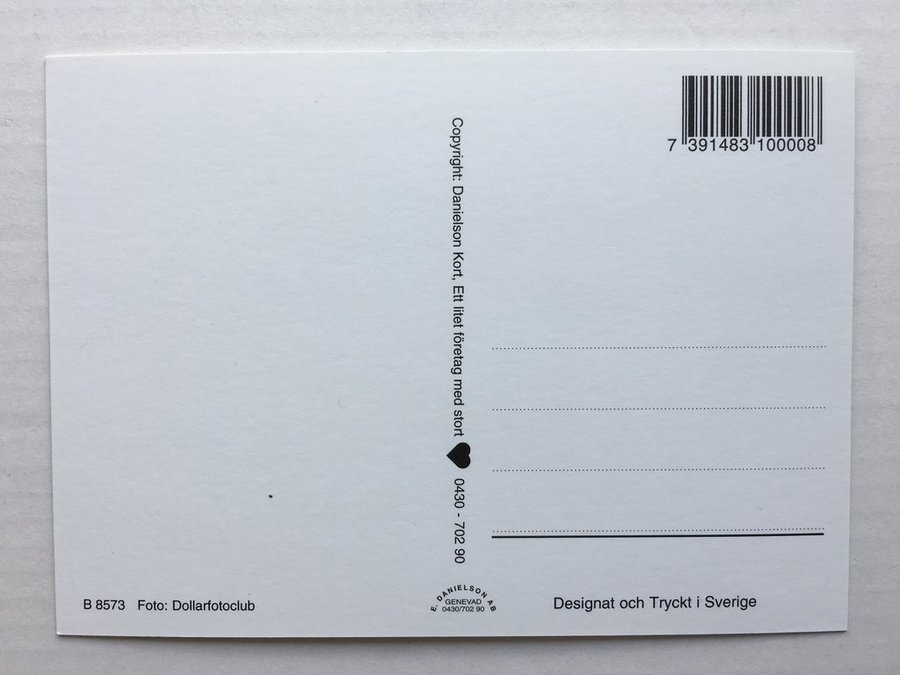 7 391483 100008
Copyright: Danielson Kort, Ett litet företag med stort ♥ 0430 - 702 90
B 8573 Foto: Dollarfotoclub
E. DANIELSON AB
GENEVAD
0430/702 90
Designat och Tryckt i Sverige